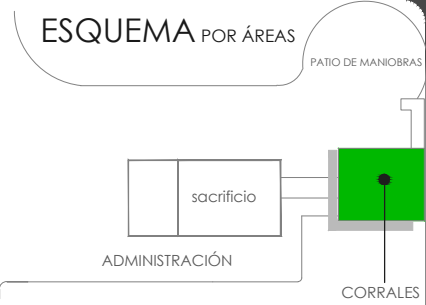 ESQUEMA POR ÁREAS
PATIO DE MANIOBRAS
sacrificio
ADMINISTRACIÓN
CORRALES